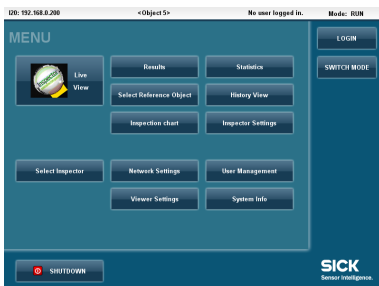 I20: 192.168.0.200 <Object 5> No user logged in. Mode: RUN
MENU
LOGIN
Live
View
Results
Statistics
SWITCH MODE
Select Reference Object
History View
Inspection chart
Inspector Settings
Select Inspector
Network Settings
User Management
Viewer Settings
System Info
SHUTDOWN
SICK
Sensor Intelligence.